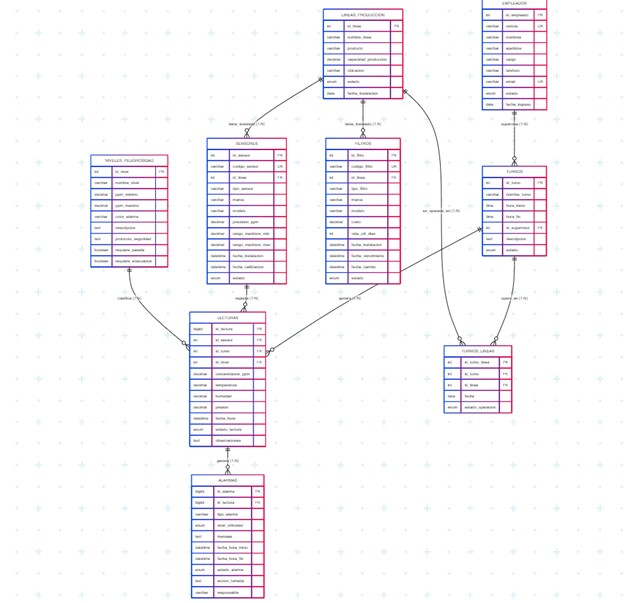 LINEAS_PRODUCCION
int id_linea PK
varchar nombre_linea
varchar producto
decimal capacidad_produccion
varchar ubicacion
enum estado
date fecha_instalacion
EMPLEADOS
int id_empleado PK
varchar cedula UK
varchar nombres
varchar apellidos
varchar cargo
varchar telefono
varchar email UK
enum estado
date fecha_ingreso
supervisa (1:N)
SENSORES
int id_sensor PK
varchar codigo_sensor UK
int id_linea FK
varchar tipo_sensor
varchar marca
varchar modelo
decimal precision_ppm
decimal rango_medicion_min
decimal rango_medicion_max
datetime fecha_instalacion
datetime fecha_calibracion
enum estado
FILTROS
int id_filtro PK
varchar codigo_filtro UK
int id_linea FK
varchar tipo_filtro
varchar marca
varchar modelo
decimal costo
int vida_util_dias
datetime fecha_instalacion
datetime fecha_vencimiento
datetime fecha_cambio
enum estado
NIVELES_PELIGROSIDAD
int id_nivel PK
varchar nombre_nivel
decimal ppm_minimo
decimal ppm_maximo
varchar color_alarma
text descripcion
text protocolo_seguridad
boolean requiere_parada
boolean requiere_evacuacion
TURNOS
int id_turno PK
varchar nombre_turno
time hora_inicio
time hora_fin
int id_supervisor FK
text descripcion
enum estado
se_operada_en (1:N)
clasifica (1:N)
registra (1:N)
genera (1:N)
opera_en (1:N)
LECTURAS
bigint id_lectura PK
int id_sensor FK
int id_turno FK
int id_nivel FK
decimal concentracion_ppm
decimal temperatura
decimal humedad
decimal presion
datetime fecha_hora
enum estado_lectura
text observaciones
TURNOS_LINEAS
int id_turno_linea PK
int id_turno FK
int id_linea FK
date fecha
enum estado_operacion
genera (1:N)
ALARMAS
bigint id_alarma PK
bigint id_lectura FK
varchar tipo_alarma
enum nivel_criticidad
text mensaje
datetime fecha_hora_inicio
datetime fecha_hora_fin
enum estado_alarma
text accion_tomada
varchar responsable